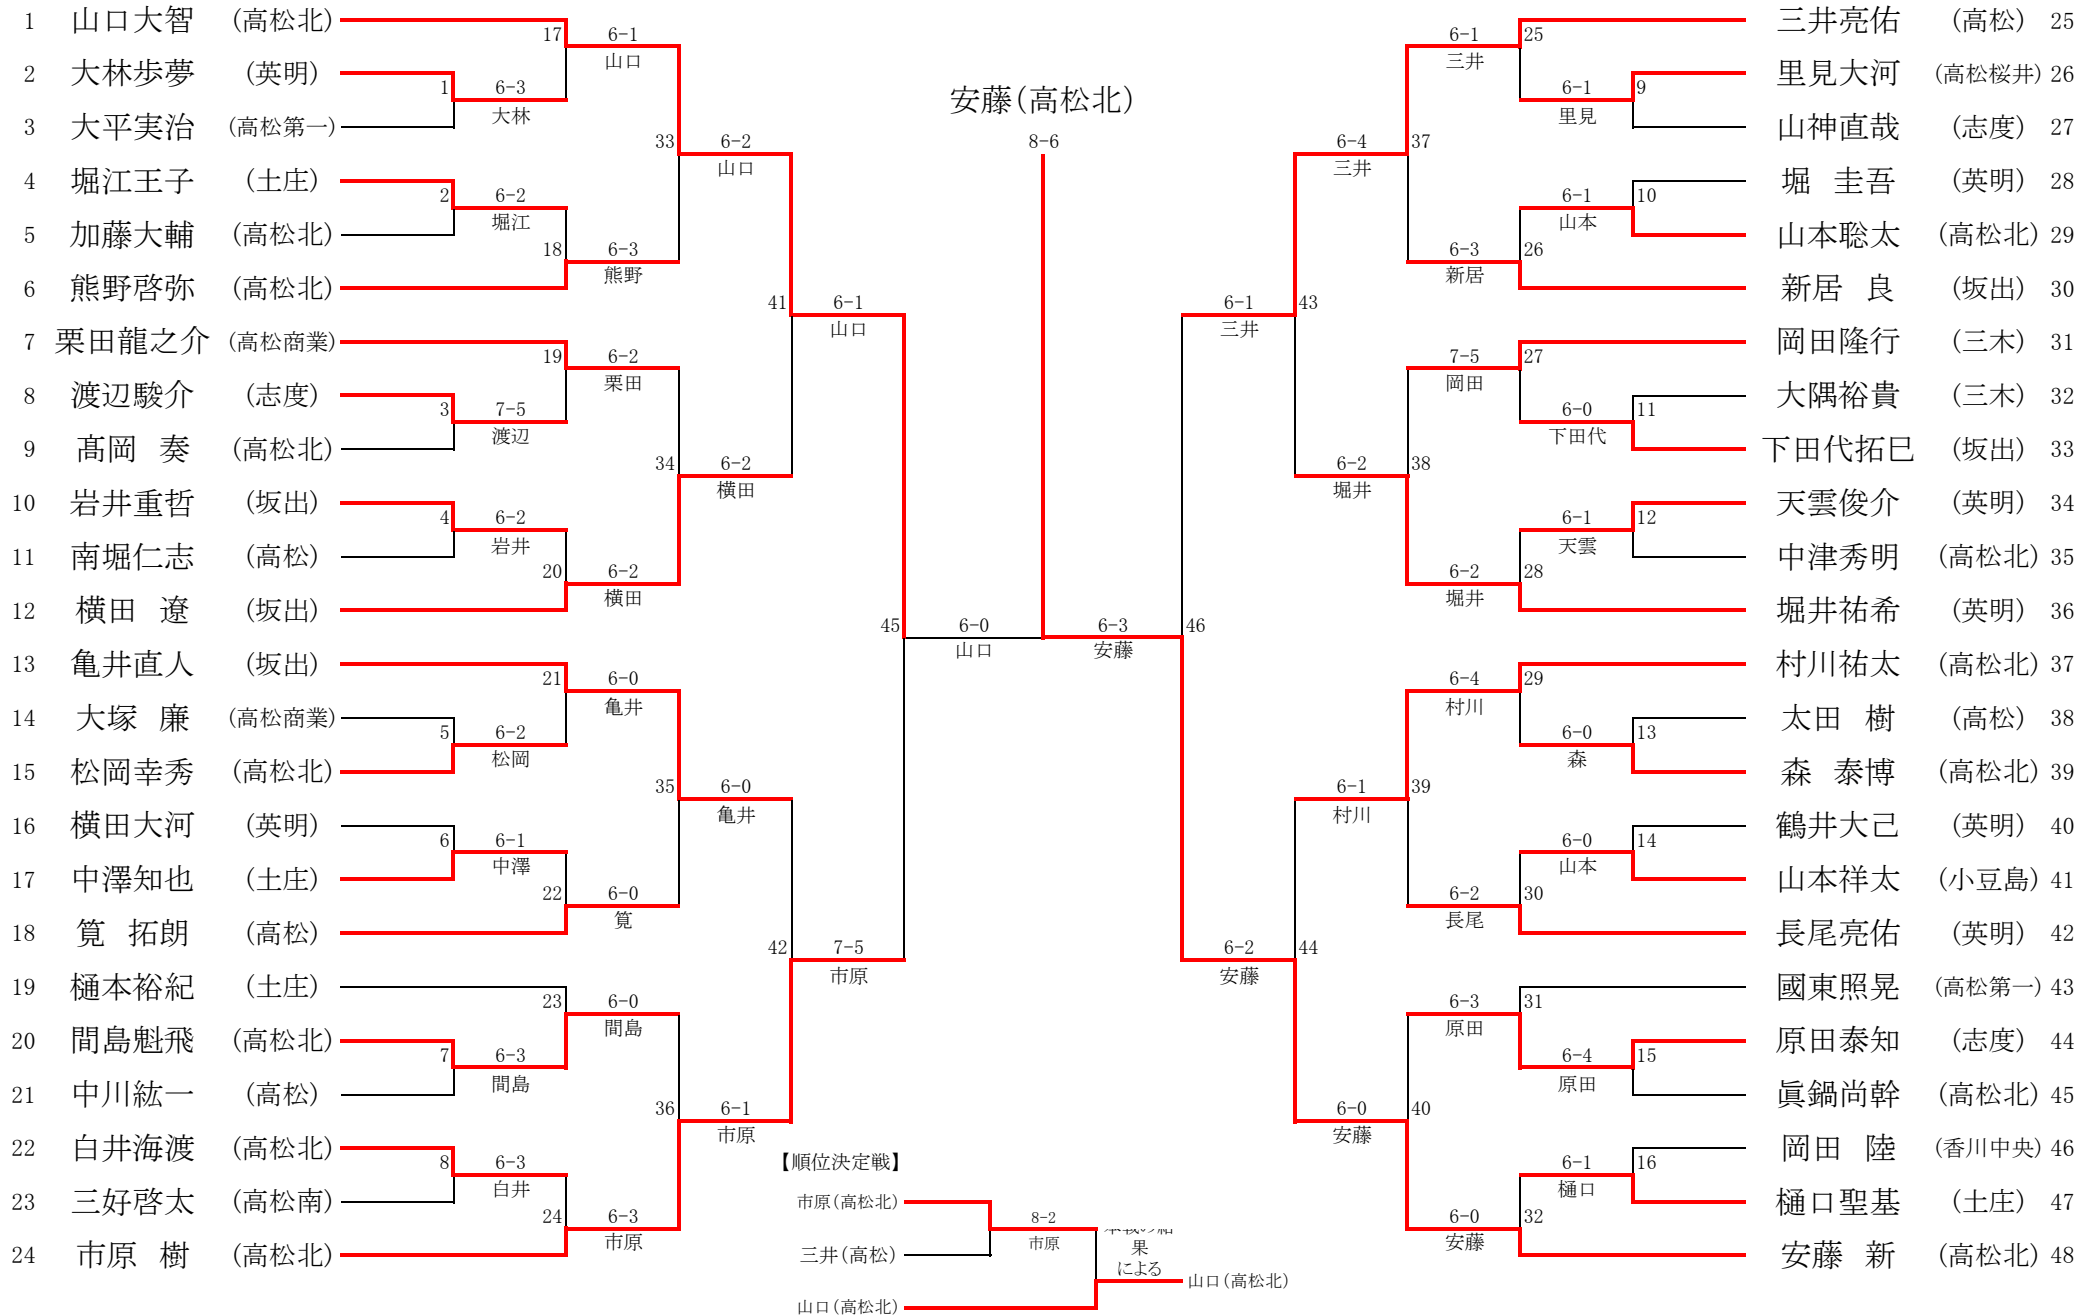 1 山口大智 (高松北)
2 大林歩夢 (英明)
3 大平実治 (高松第一)
4 堀江王子 (土庄)
5 加藤大輔 (高松北)
6 熊野啓弥 (高松北)
7 栗田龍之介 (高松商業)
8 渡辺駿介 (志度)
9 髙岡 奏 (高松北)
10 岩井重哲 (坂出)
11 南堀仁志 (高松)
12 横田 遼 (坂出)
13 亀井直人 (坂出)
14 大塚 廉 (高松商業)
15 松岡幸秀 (高松北)
16 横田大河 (英明)
17 中澤知也 (土庄)
18 筧 拓朗 (高松)
19 樋本裕紀 (土庄)
20 間島魁飛 (高松北)
21 中川紘一 (高松)
22 白井海渡 (高松北)
23 三好啓太 (高松南)
24 市原 樹 (高松北)
1 6-3
大林
2 6-2
堀江
3 7-5
渡辺
4 6-2
岩井
5 6-2
松岡
6 6-1
中澤
7 6-3
間島
8 6-3
白井
17 6-1
山口
18 6-3
熊野
19 6-2
栗田
20 6-2
横田
21 6-0
亀井
22 6-0
筧
23 6-0
間島
24 6-3
市原
33 6-2
山口
34 6-2
横田
35 6-0
亀井
36 6-1
市原
41 6-1
山口
42 7-5
市原
45 6-0
山口
安藤(高松北)
8-6
6-3 46
安藤
6-1 43
三井
6-2 44
安藤
6-4 37
三井
6-2 38
堀井
6-1 39
村川
6-0 40
安藤
6-1 25
三井
6-3 26
新居
7-5 27
岡田
6-2 28
堀井
6-4 29
村川
6-2 30
長尾
6-3 31
原田
6-0 32
安藤
6-1 9
里見
6-1 10
山本
6-0 11
下田代
6-1 12
天雲
6-0 13
森
6-0 14
山本
6-4 15
原田
6-1 16
樋口
三井亮佑 (高松) 25
里見大河 (高松桜井) 26
山神直哉 (志度) 27
堀 圭吾 (英明) 28
山本聡太 (高松北) 29
新居 良 (坂出) 30
岡田隆行 (三木) 31
大隅裕貴 (三木) 32
下田代拓巳 (坂出) 33
天雲俊介 (英明) 34
中津秀明 (高松北) 35
堀井祐希 (英明) 36
村川祐太 (高松北) 37
太田 樹 (高松) 38
森 泰博 (高松北) 39
鶴井大己 (英明) 40
山本祥太 (小豆島) 41
長尾亮佑 (英明) 42
國東照晃 (高松第一) 43
原田泰知 (志度) 44
眞鍋尚幹 (高松北) 45
岡田 陸 (香川中央) 46
樋口聖基 (土庄) 47
安藤 新 (高松北) 48
【順位決定戦】
市原(高松北)
三井(高松)
山口(高松北)
8-2
市原
果
による
山口(高松北)